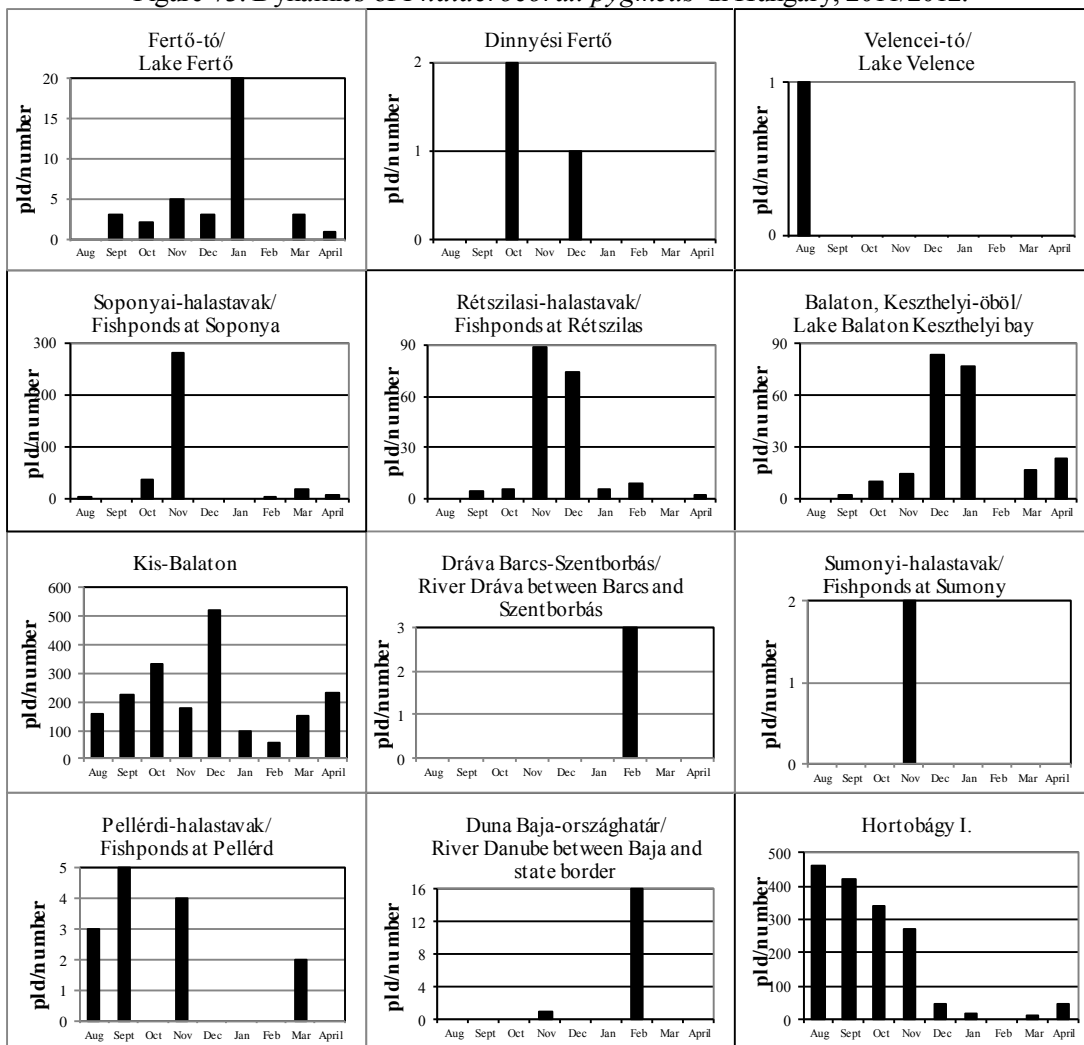 Dynamics of pygmeus in Hungary, 2011/2012.
Fertő-tó/
Lake Fertő
pld/number
20
15
10
5
0
Aug Sept Oct Nov Dec Jan Feb Mar April
Dinnyési Fertő
pld/number
2
1
0
Aug Sept Oct Nov Dec Jan Feb Mar April
Velencei-tó/
Lake Velence
pld/number
1
0
Aug Sept Oct Nov Dec Jan Feb Mar April
Soponyai-halastavak/
Fishponds at Soponya
pld/number
300
200
100
0
Aug Sept Oct Nov Dec Jan Feb Mar April
Rétszilasi-halastavak/
Fishponds at Rétszilas
pld/number
90
60
30
0
Aug Sept Oct Nov Dec Jan Feb Mar April
Balaton, Keszthelyi-öböl/
Lake Balaton Keszthelyi bay
pld/number
90
60
30
0
Aug Sept Oct Nov Dec Jan Feb Mar April
Kis-Balaton
pld/number
600
500
400
300
200
100
0
Aug Sept Oct Nov Dec Jan Feb Mar April
Dráva Barcs-Szentborbás/
River Dráva between Barcs and
Szentborbás
pld/number
3
2
1
0
Aug Sept Oct Nov Dec Jan Feb Mar April
Sumonyi-halastavak/
Fishponds at Sumony
pld/number
2
1
0
Aug Sept Oct Nov Dec Jan Feb Mar April
Pellérdi-halastavak/
Fishponds at Pellérd
pld/number
5
4
3
2
1
0
Aug Sept Oct Nov Dec Jan Feb Mar April
Duna Baja-országhatár/
River Danube between Baja and
state border
pld/number
16
12
8
4
0
Aug Sept Oct Nov Dec Jan Feb Mar April
Hortobágy I.
pld/number
500
400
300
200
100
0
Aug Sept Oct Nov Dec Jan Feb Mar April